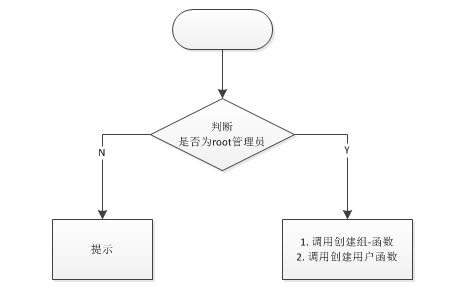 判断
是否为root管理员
N
Y
提示
1. 调用创建组-函数
2. 调用创建用户函数